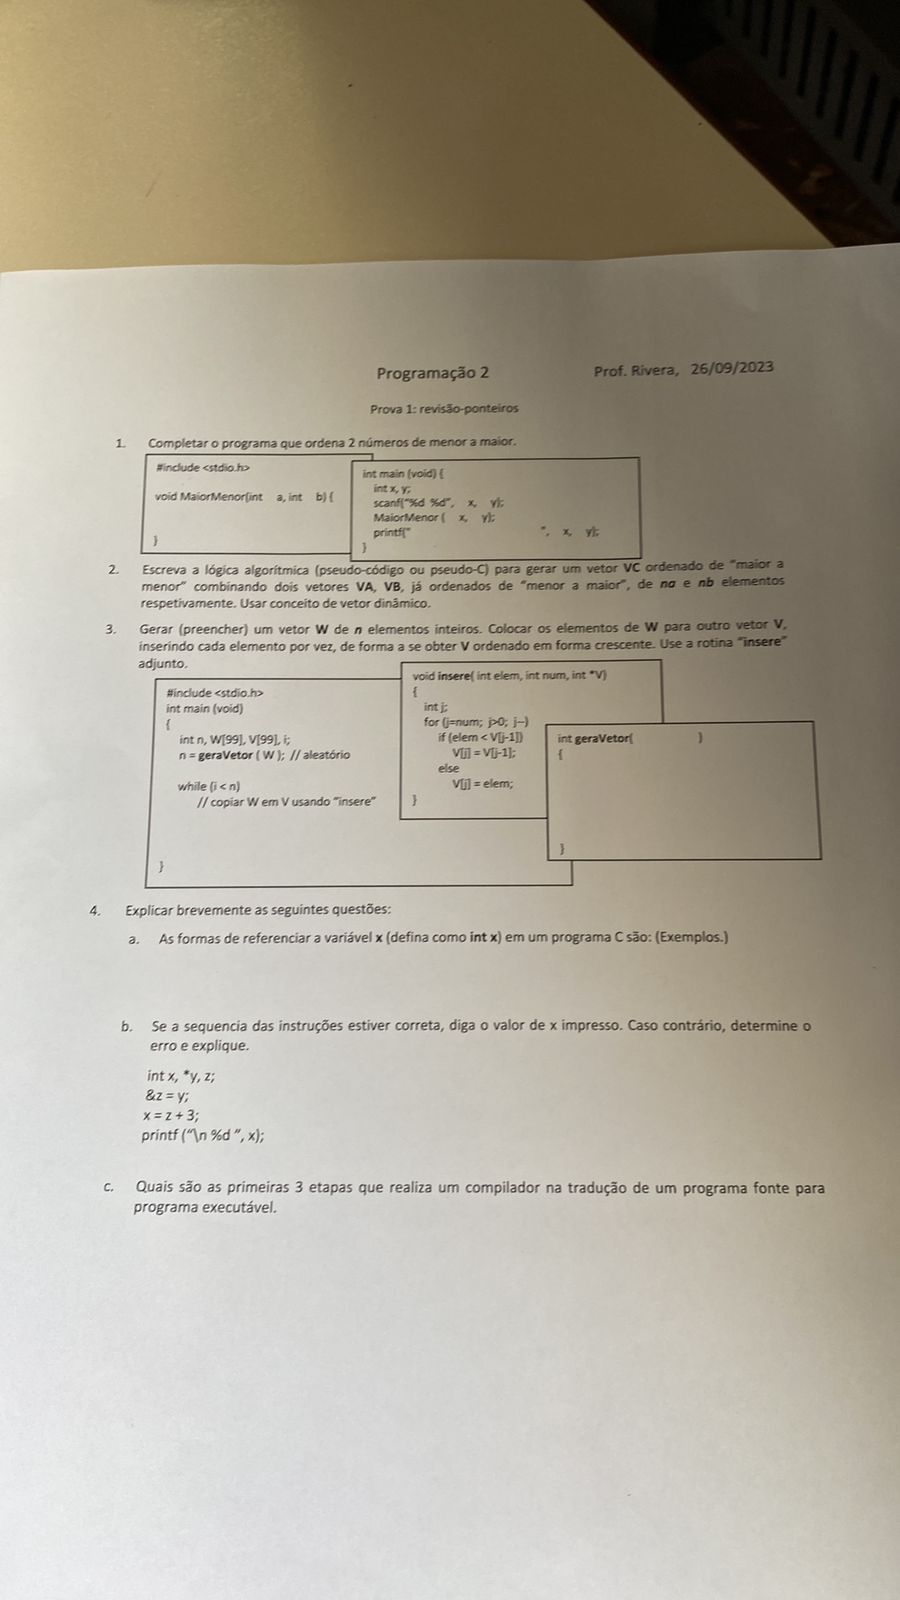 Programação 2 Prof. Rivera, 26/09/2023
Prova 1: revisão-ponteiros
1. Completar o programa que ordena 2 números de menor a maior.
#include <stdio.h>
void MaiorMenor(int a, int b) {
}
int main (void) {
int x, y;
scanf("%d %d", x, y);
MaiorMenor ( x, y);
printf(" ", x, y);
}
2. Escreva a lógica algorítmica (pseudo-código ou pseudo-C) para gerar um vetor VC ordenado de "maior a
menor" combinando dois vetores VA, VB, já ordenados de "menor a maior", de na e nb elementos
respetivamente. Usar conceito de vetor dinâmico.
3. Gerar (preencher) um vetor W de n elementos inteiros. Colocar os elementos de W para outro vetor V,
inserindo cada elemento por vez, de forma a se obter V ordenado em forma crescente. Use a rotina "insere"
adjunto.
#include <stdio.h>
int main (void)
{
int n, W[99], V[99], i;
n = geraVetor ( W ); // aleatório
while (i < n)
// copiar W em V usando "insere"
}
void insere( int elem, int num, int *V)
{
int j;
for (j=num; j>0; j--)
if (elem < V[j-1])
V[j] = V[j-1];
else
V[j] = elem;
}
int geraVetor( )
{
}
4. Explicar brevemente as seguintes questões:
a. As formas de referenciar a variável x (defina como int x) em um programa C são: (Exemplos.)
b. Se a sequencia das instruções estiver correta, diga o valor de x impresso. Caso contrário, determine o
erro e explique.
int x, *y, z;
&z = y;
x = z + 3;
printf ("\n %d ", x);
c. Quais são as primeiras 3 etapas que realiza um compilador na tradução de um programa fonte para
programa executável.